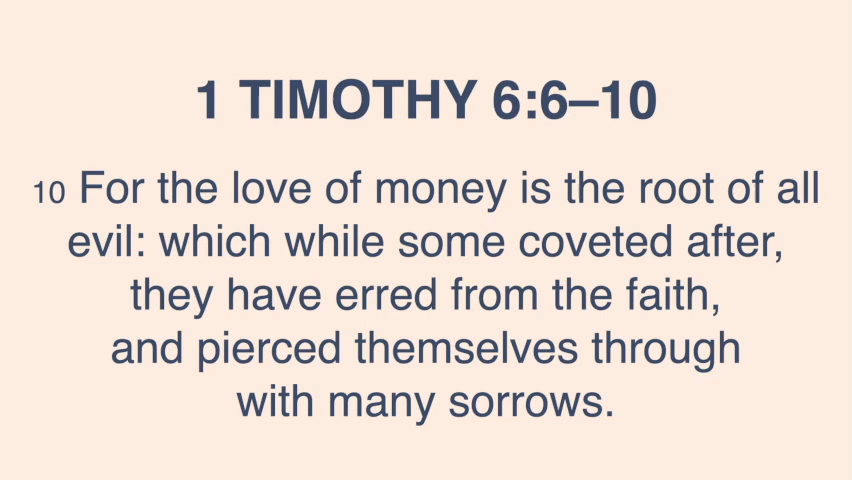 1 TIMOTHY 6:6–10
10 For the love of money is the root of all
evil: which while some coveted after,
they have erred from the faith,
and pierced themselves through
with many sorrows.